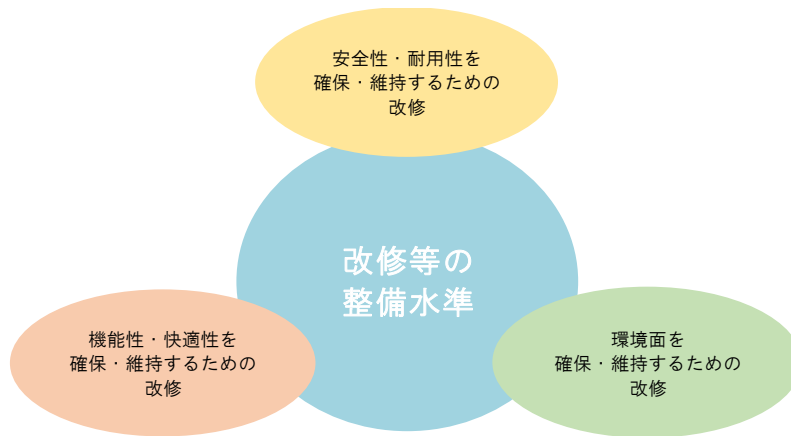 安全性・耐用性を
確保・維持するための
改修
改修等の
整備水準
機能性・快適性を
確保・維持するための
改修
環境面を
確保・維持するための
改修